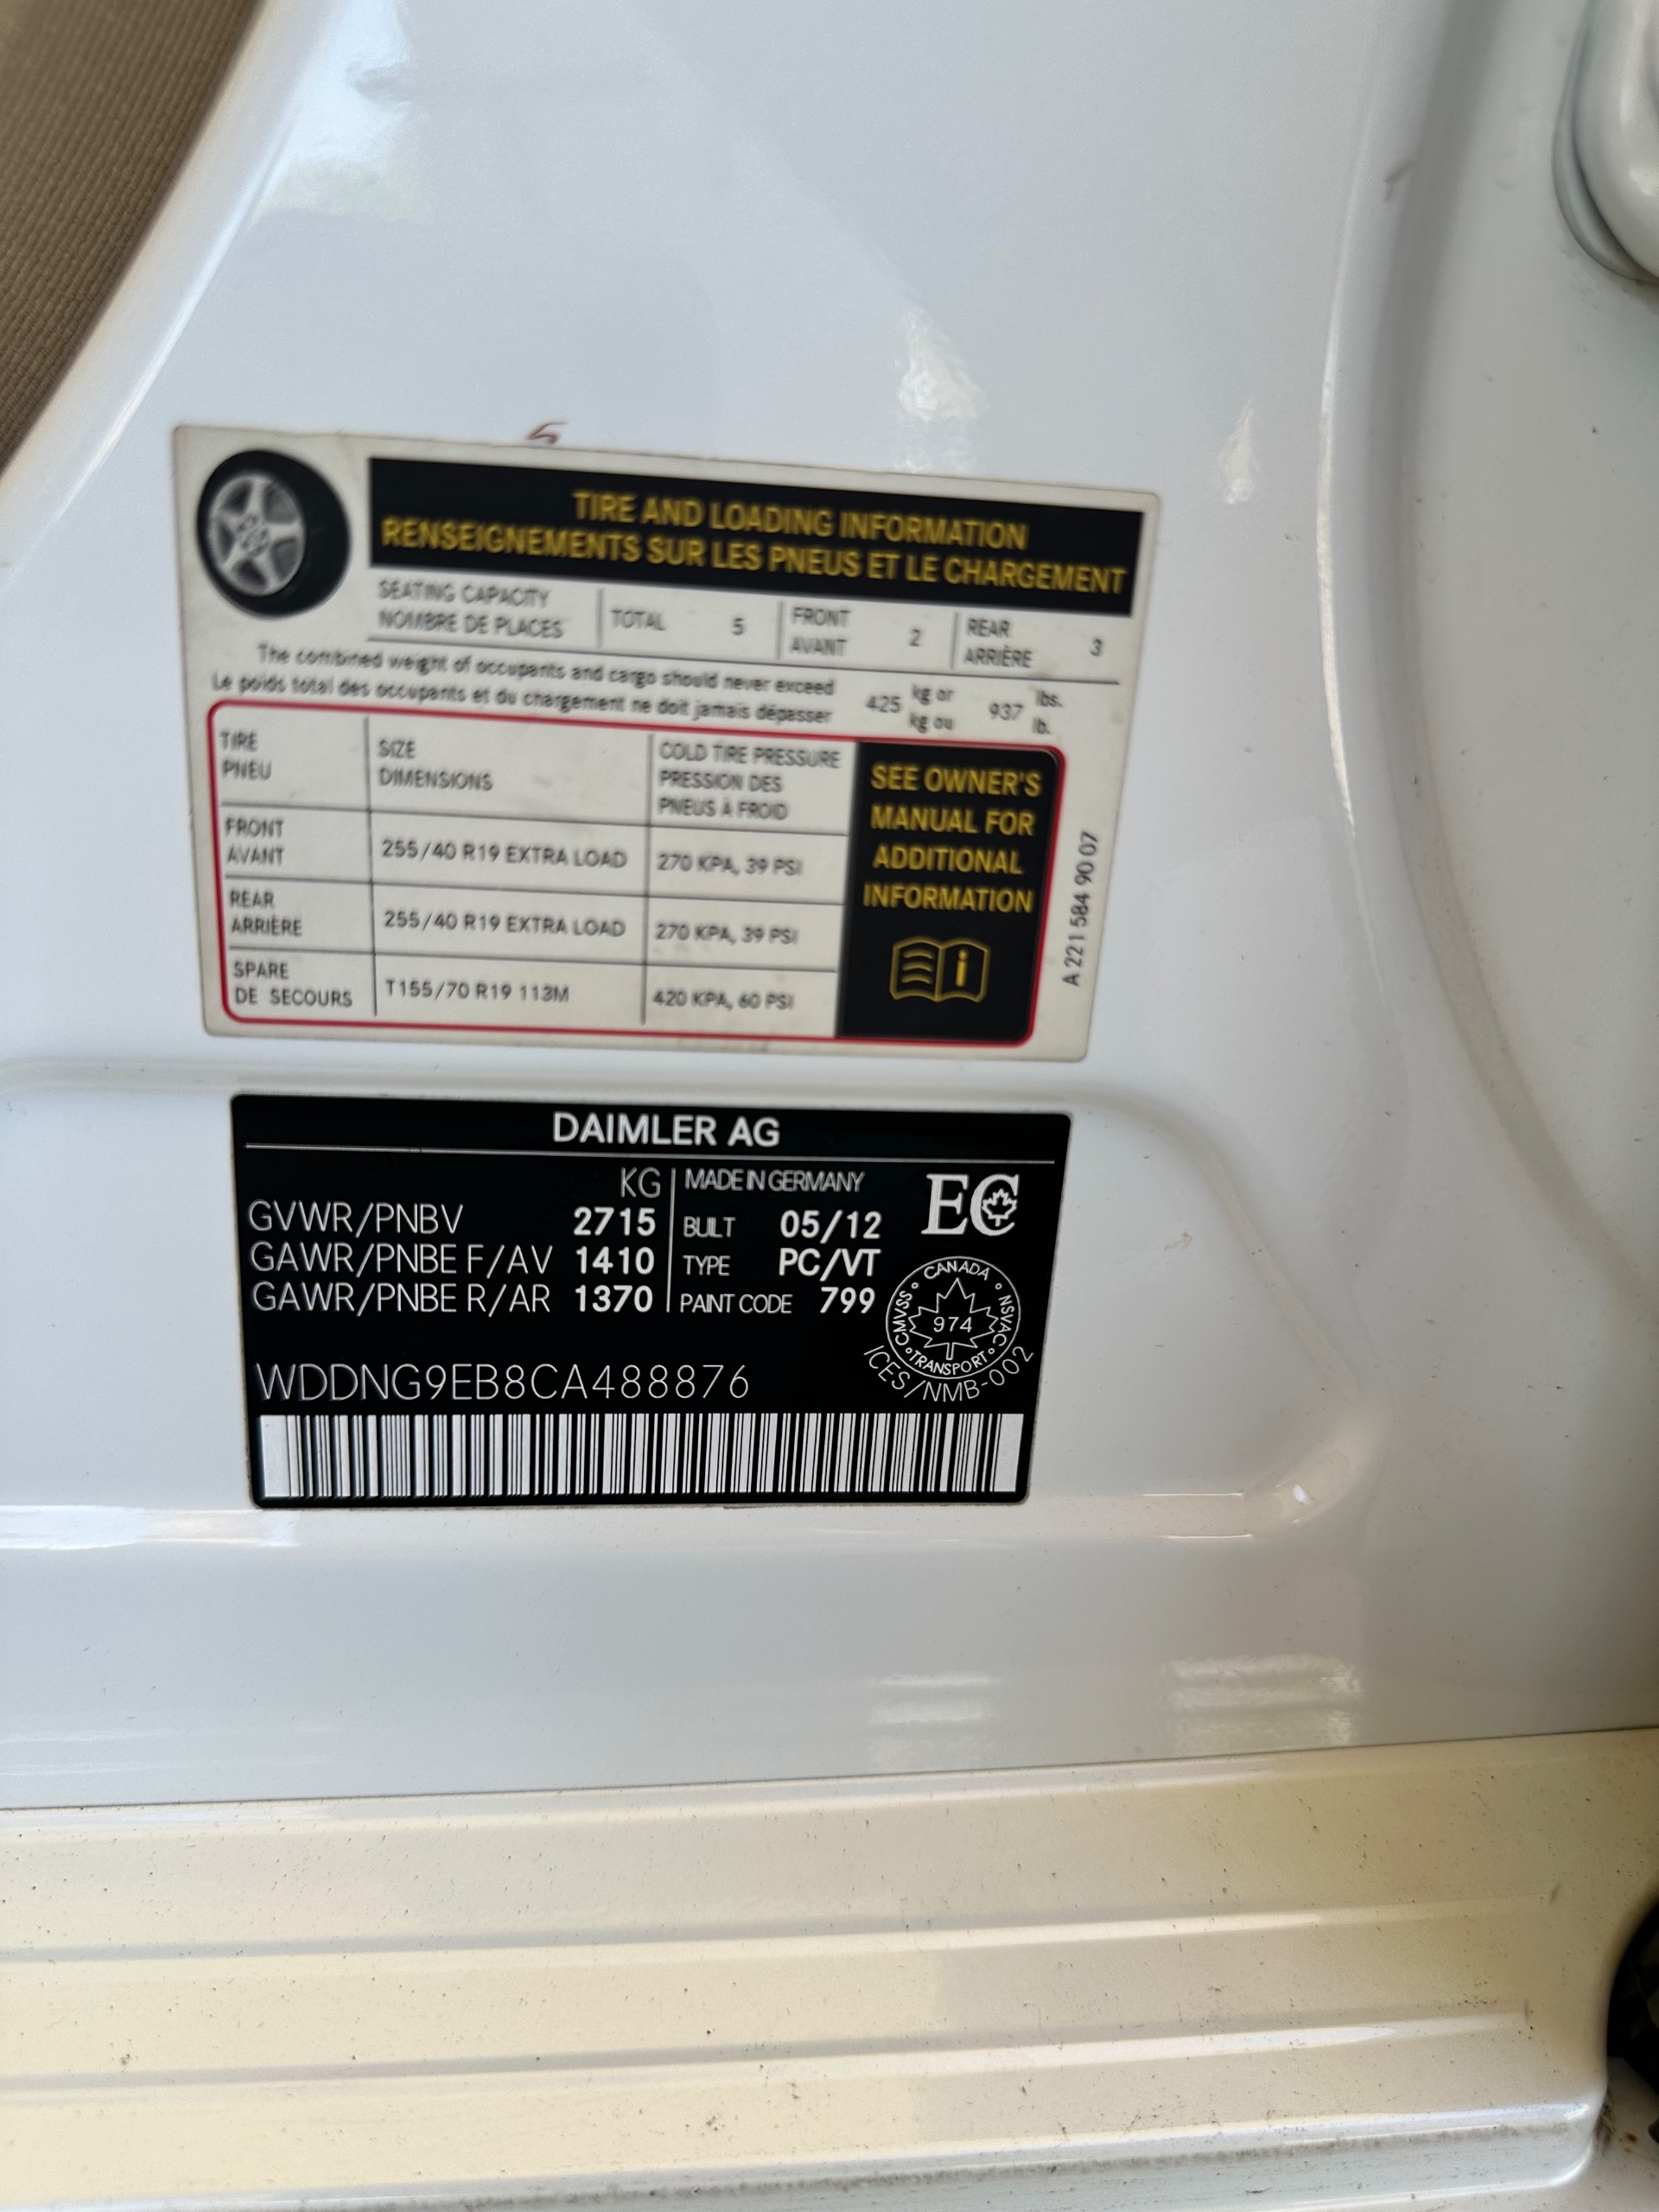 TIRE AND LOADING INFORMATION
RENSEIGNEMENTS SUR LES PNEUS ET LE CHARGEMENT
SEATING CAPACITY
NOMBRE DE PLACES
TOTAL 5
FRONT
AVANT
2
REAR
ARRIÈRE
3
The combined weight of occupants and cargo should never exceed
Le poids total des occupants et du chargement ne doit jamais dépasser
425 kg or
kg ou
937 lbs.
lb.
TIRE
PNEU
SIZE
DIMENSIONS
COLD TIRE PRESSURE
PRESSION DES
PNEUS À FROID
FRONT
AVANT
255/40 R19 EXTRA LOAD
270 KPA, 39 PSI
REAR
ARRIÈRE
255/40 R19 EXTRA LOAD
270 KPA, 39 PSI
SPARE
DE SECOURS
T155/70 R19 113M
420 KPA, 60 PSI
SEE OWNER'S
MANUAL FOR
ADDITIONAL
INFORMATION
i
A 221 584 90 07
DAIMLER AG
KG
GVWR/PNBV 2715
GAWR/PNBE F/AV 1410
GAWR/PNBE R/AR 1370
MADE IN GERMANY
BUILT 05/12
TYPE PC/VT
PAINT CODE 799
EC
CANADA
CMVSS
NSVAC
974
TRANSPORT
ICES/NMB-002
WDDNG9EB8CA488876